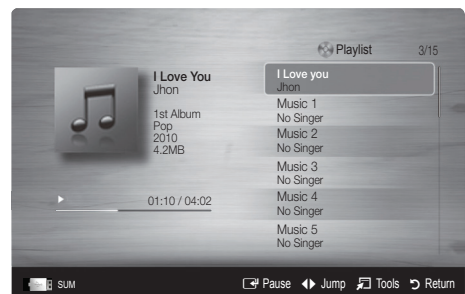 Playlist 3/15
I Love You
Jhon
1st Album
Pop
2010
4.2MB
01:10 / 04:02
I Love you
Jhon
Music 1
No Singer
Music 2
No Singer
Music 3
No Singer
Music 4
No Singer
Music 5
No Singer
SUM Pause Jump Tools Return